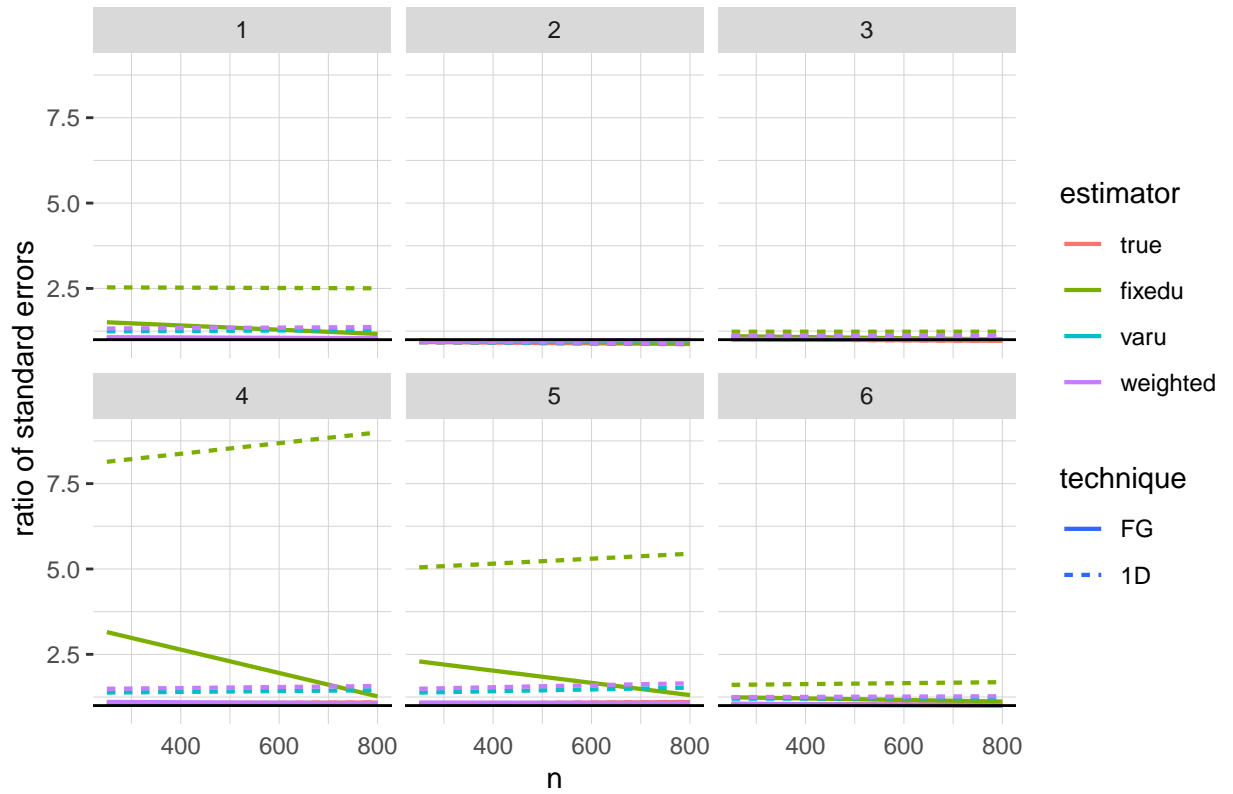 1 2 3
7.5
5.0
2.5
ratio of standard errors
4 5 6
7.5
5.0
2.5
400 600 800 400 600 800 400 600 800
n
estimator
true
fixedu
varu
weighted
technique
FG
1D